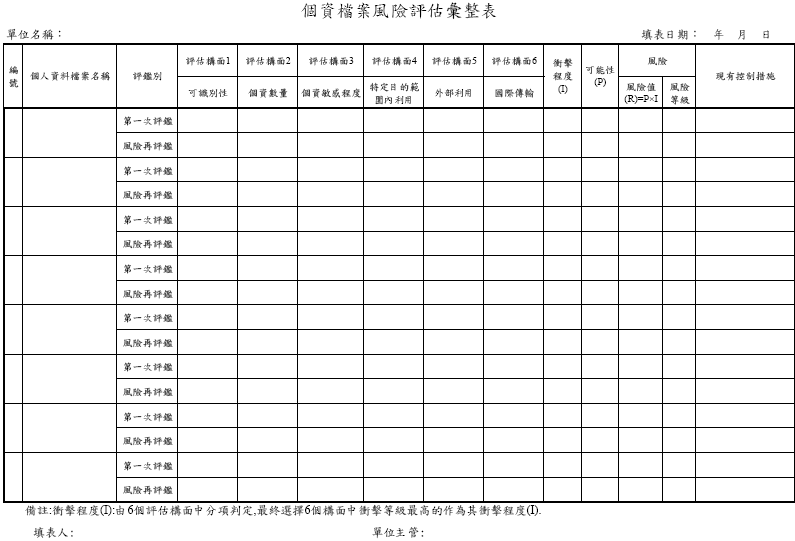 個資檔案風險評估彙整表
單位名稱： 填表日期： 年 月 日
編號 個人資料檔案名稱 評鑑別 評估構面1 評估構面2 評估構面3 評估構面4 評估構面5 評估構面6 衝擊程度(I) 可能性(P) 風險 現有控制措施
可識別性 個資數量 個資敏感程度 特定目的範圍內利用 外部利用 國際傳輸 風險值(R)=P×I 風險等級
第一次評鑑
風險再評鑑
第一次評鑑
風險再評鑑
第一次評鑑
風險再評鑑
第一次評鑑
風險再評鑑
第一次評鑑
風險再評鑑
第一次評鑑
風險再評鑑
第一次評鑑
風險再評鑑
第一次評鑑
風險再評鑑
備註:衝擊程度(I):由6個評估構面中分項判定,最終選擇6個構面中衝擊等級最高的作為其衝擊程度(I).
填表人: 單位主管: